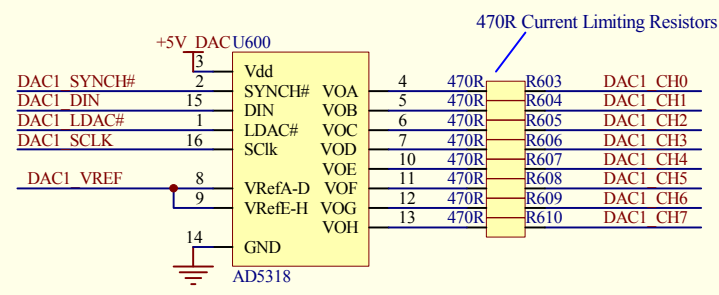 470R Current Limiting Resistors
+5V_DAC U600
3 Vdd
DAC1_SYNCH# 2 SYNCH# VOA 4 470R R603 DAC1_CH0
DAC1_DIN 15 DIN VOB 5 470R R604 DAC1_CH1
DAC1_LDAC# 1 LDAC# VOC 6 470R R605 DAC1_CH2
DAC1_SCLK 16 SClk VOD 7 470R R606 DAC1_CH3
VOE 10 470R R607 DAC1_CH4
DAC1_VREF 8 VRefA-D VOF 11 470R R608 DAC1_CH5
9 VRefE-H VOG 12 470R R609 DAC1_CH6
VOH 13 470R R610 DAC1_CH7
14 GND
AD5318